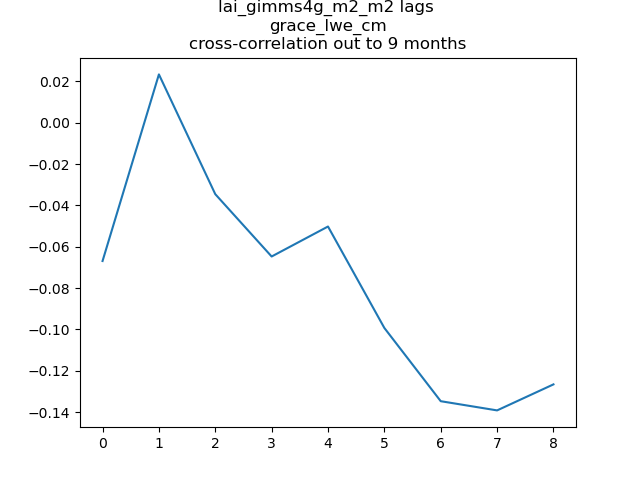 lai_gimms4g_m2_m2 lags
grace_lwe_cm
cross-correlation out to 9 months
0.02
0.00
−0.02
−0.04
−0.06
−0.08
−0.10
−0.12
−0.14
0 1 2 3 4 5 6 7 8